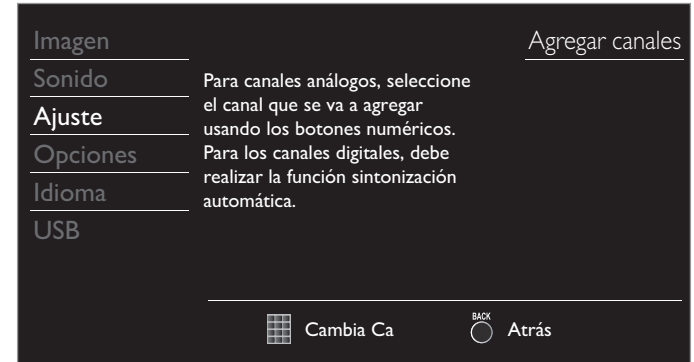 Imagen
Sonido
Ajuste
Opciones
Idioma
USB
Agregar canales
Para canales análogos, seleccione
el canal que se va a agregar
usando los botones numéricos.
Para los canales digitales, debe
realizar la función sintonización
automática.
Cambia Ca
BACK
Atrás